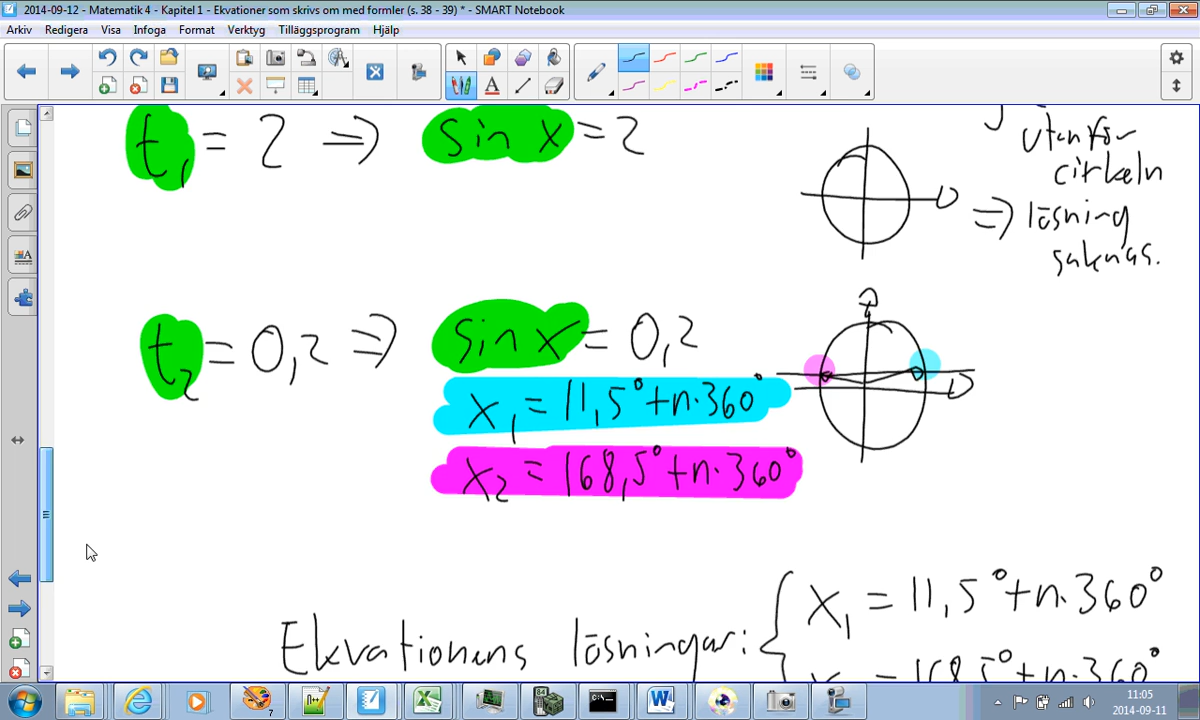 2014-09-12 - Matematik 4 - Kapitel 1 - Ekvationer som skrivs om med formler (s. 38 - 39) * - SMART Notebook
Arkiv Redigera Visa Infoga Format Verktyg Tilläggsprogram Hjälp
t₁ = 2 ⇒ sin x = 2
utanför
cirkeln
⇒ lösning
saknas.
t₂ = 0,2 ⇒ sin x = 0,2
x₁ = 11,5° + n·360°
x₂ = 168,5° + n·360°
Ekvationens lösningar: { x₁ = 11,5° + n·360°
= 168,5° + n·360°
11:05
2014-09-11